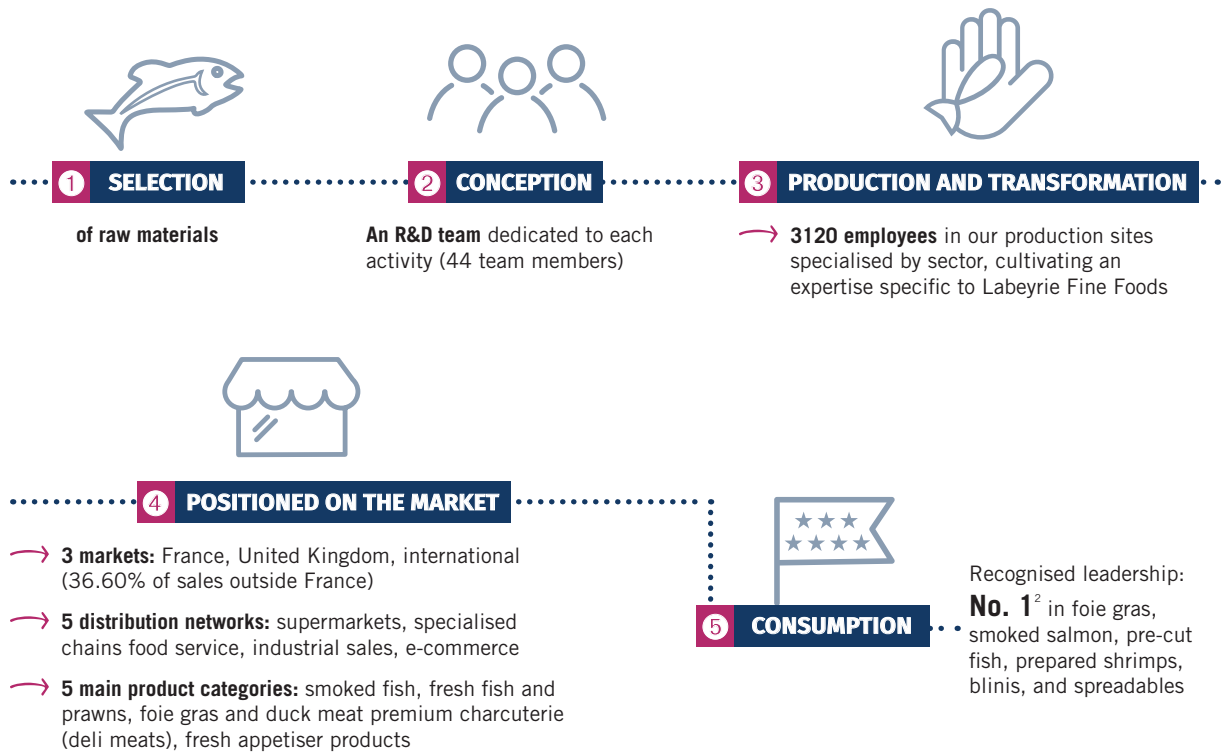 1 SELECTION
of raw materials
2 CONCEPTION
An R&D team dedicated to each
activity (44 team members)
3 PRODUCTION AND TRANSFORMATION
3120 employees in our production sites
specialised by sector, cultivating an
expertise specific to Labeyrie Fine Foods
4 POSITIONED ON THE MARKET
3 markets: France, United Kingdom, international
(36.60% of sales outside France)
5 distribution networks: supermarkets, specialised
chains food service, industrial sales, e-commerce
5 main product categories: smoked fish, fresh fish and
prawns, foie gras and duck meat premium charcuterie
(deli meats), fresh appetiser products
5 CONSUMPTION
Recognised leadership:
No. 1² in foie gras,
smoked salmon, pre-cut
fish, prepared shrimps,
blinis, and spreadables